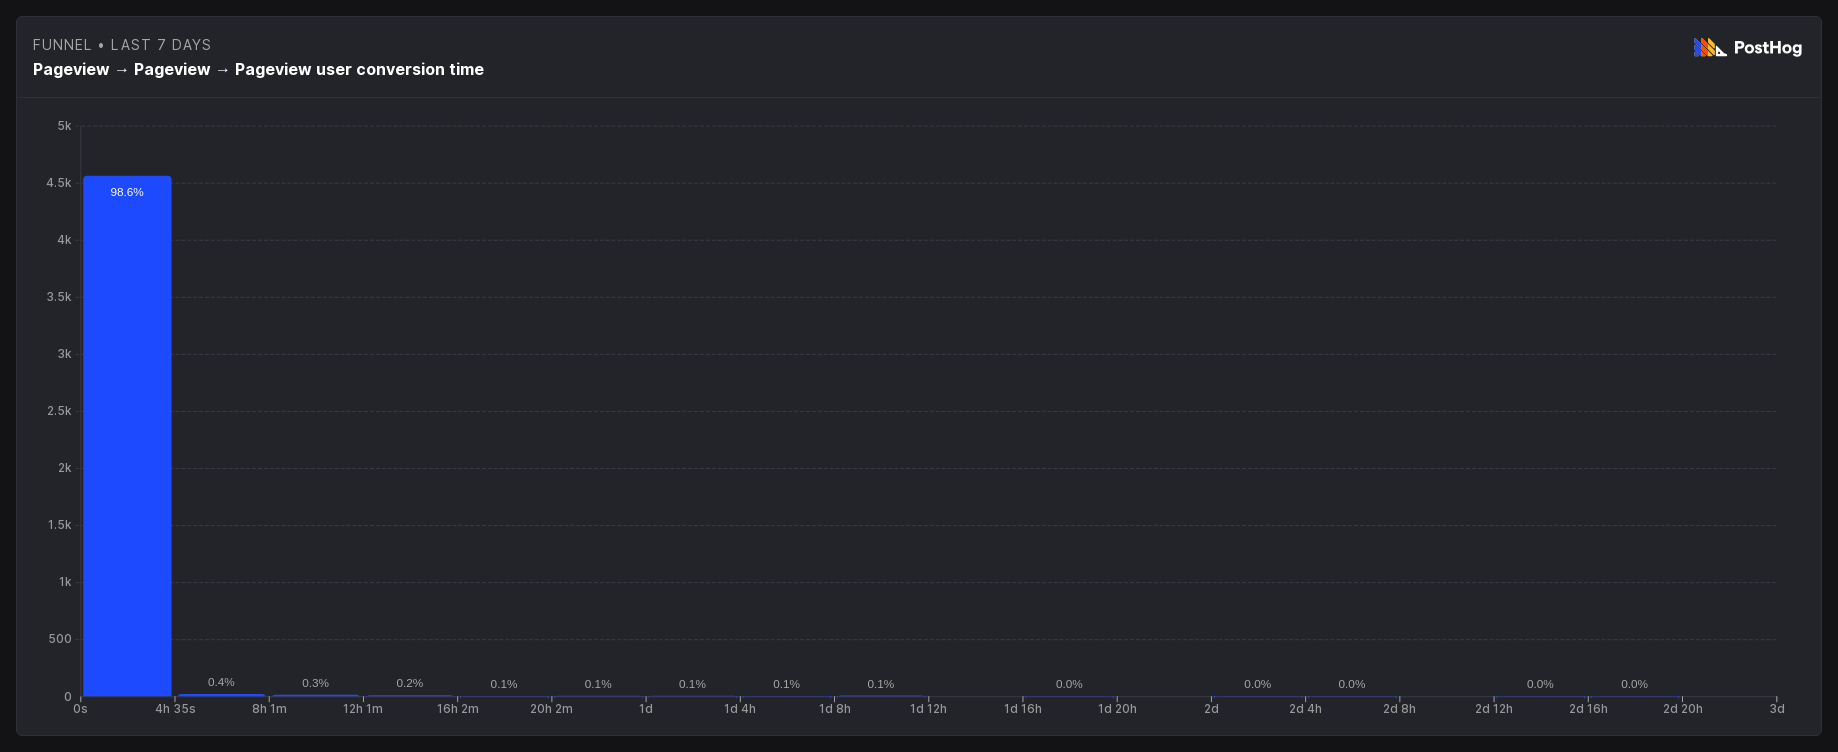 FUNNEL • LAST 7 DAYS
PostHog
Pageview → Pageview → Pageview user conversion time
5k
4.5k
98.6%
4k
3.5k
3k
2.5k
2k
1.5k
1k
500
0.4% 0.3% 0.2% 0.1% 0.1% 0.1% 0.1% 0.1% 0.0% 0.0% 0.0% 0.0% 0.0%
0
0s 4h 35s 8h 1m 12h 1m 16h 2m 20h 2m 1d 1d 4h 1d 8h 1d 12h 1d 16h 1d 20h 2d 2d 4h 2d 8h 2d 12h 2d 16h 2d 20h 3d